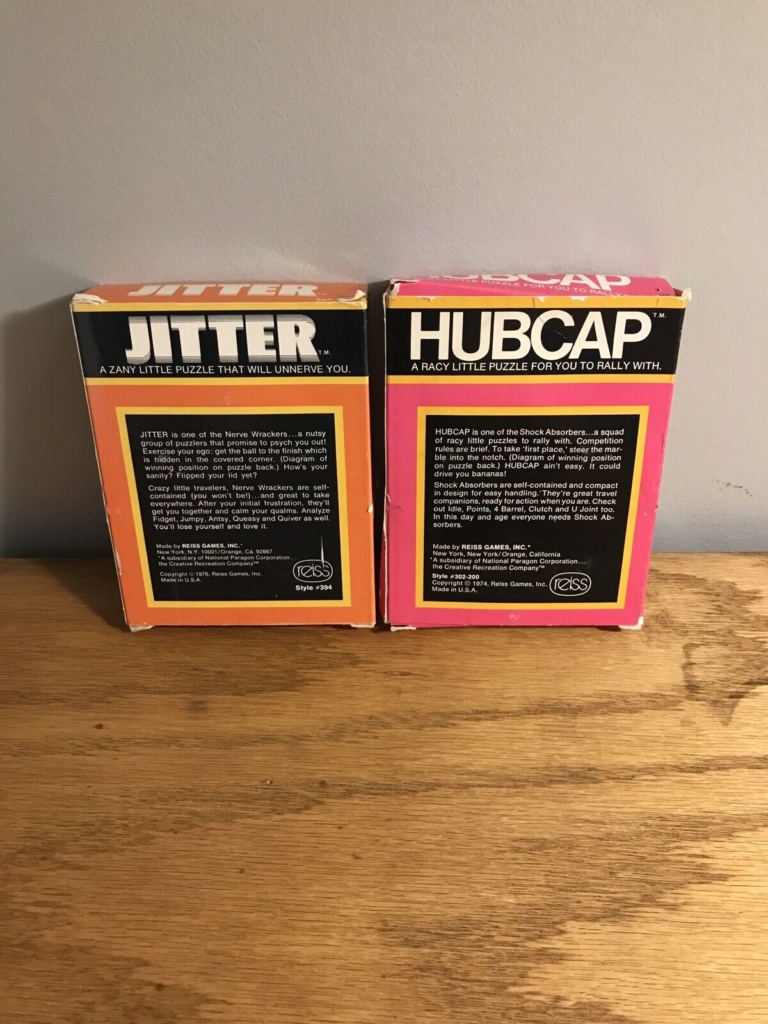 JITTER
JITTER T.M.
A ZANY LITTLE PUZZLE THAT WILL UNNERVE YOU.
JITTER is one of the Nerve Wrackers...a nutsy
group of puzzlers that promise to psych you out!
Exercise your ego: get the ball to the finish which
is hidden in the covered corner. (Diagram of
winning position on puzzle back.) How's your
sanity? Flipped your lid yet?
Crazy little travelers, Nerve Wrackers are self-
contained (you won't be!)...and great to take
everywhere. After your initial frustration, they'll
get you together and calm your qualms. Analyze
Fidget, Jumpy, Antsy, Queasy and Quiver as well.
You'll lose yourself and love it.
Made by REISS GAMES, INC.*
New York, N.Y. 10001/Orange, Ca. 92667
*A subsidiary of National Paragon Corporation...
the Creative Recreation Company™
Copyright © 1976, Reiss Games, Inc.
Made in U.S.A.
reiss
Style #394
HUBCAP
LITTLE PUZZLE FOR YOU TO RALLY
HUBCAP T.M.
A RACY LITTLE PUZZLE FOR YOU TO RALLY WITH.
HUBCAP is one of the Shock Absorbers...a squad
of racy little puzzles to rally with. Competition
rules are brief. To take 'first place,' steer the mar-
ble into the notch. (Diagram of winning position
on puzzle back.) HUBCAP ain't easy. It could
drive you bananas!
Shock Absorbers are self-contained and compact
in design for easy handling. They're great travel
companions, ready for action when you are. Check
out Idle, Points, 4 Barrel, Clutch and U Joint too.
In this day and age everyone needs Shock Ab-
sorbers.
Made by REISS GAMES, INC.*
New York, New York/Orange, California
*A subsidiary of National Paragon Corporation...
the Creative Recreation Company™
Style #302-200
Copyright © 1974, Reiss Games, Inc.
Made in U.S.A.
reiss